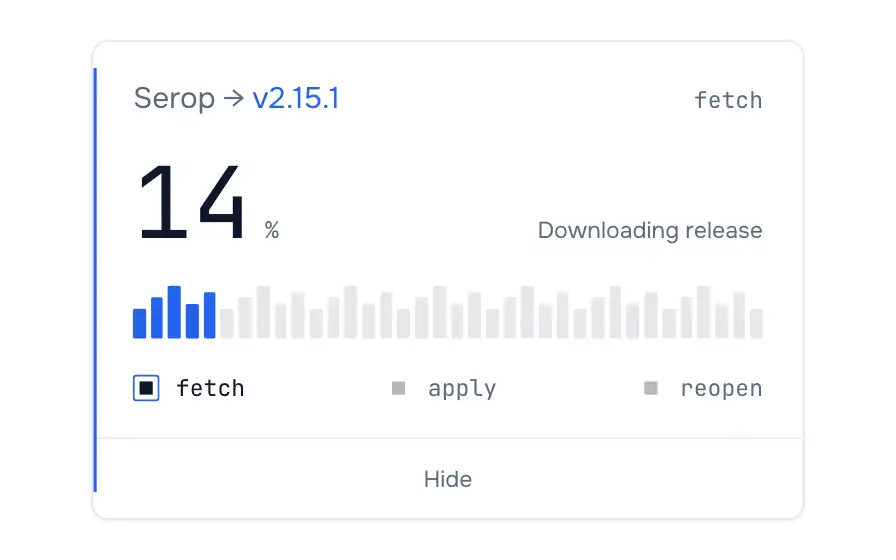 Serop → v2.15.1 fetch
14 % Downloading release
fetch apply reopen
Hide